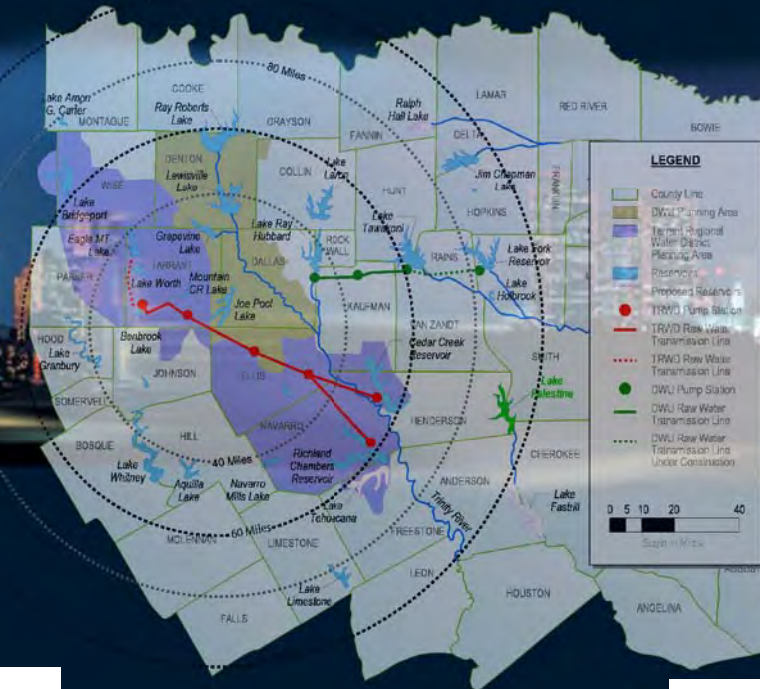 80 Miles
COOKE
Ray Roberts
Lake
Lake Amon
G. Carter
MONTAGUE
GRAYSON
FANNIN
Ralph
Hall Lake
LAMAR
DELTA
RED RIVER
BOWIE
DENTON
Lewisville
Lake
COLLIN
Lake
Lavon
HUNT
Jim Chapman
Lake
HOPKINS
FRANKLIN
WISE
Lake
Bridgeport
Eagle MT
Lake
Grapevine
Lake
Lake Ray
Hubbard
ROCK
WALL
Lake
Tawakoni
RAINS
Lake Fork
Reservoir
PARKER
TARRANT
Lake Worth
Mountain
CR Lake
DALLAS
Joe Pool
Lake
KAUFMAN
Lake
Holbrook
VAN ZANDT
Cedar Creek
Reservoir
SMITH
HOOD
Lake
Granbury
Benbrook
Lake
JOHNSON
ELLIS
Lake
Palestine
SOMERVELL
HENDERSON
BOSQUE
HILL
NAVARRO
CHEROKEE
40 Miles
Lake
Whitney
Aquilla
Lake
Navarro
Mills Lake
Richland
Chambers
Reservoir
ANDERSON
Lake
Fastrill
Lake
Tehuacana
Trinity River
60 Miles
MCLENNAN
LIMESTONE
FREESTONE
Lake
Limestone
LEON
HOUSTON
FALLS
ANGELINA
LEGEND
County Line
DWU Planning Area
Tarrant Regional
Water District
Planning Area
Reservoirs
Proposed Reservoirs
TRWD Pump Station
TRWD Raw Water
Transmission Line
TRWD Raw Water
Transmission Line
DWU Pump Station
DWU Raw Water
Transmission Line
DWU Raw Water
Transmission Line
Under Construction
0 5 10 20 40
Scale in Miles